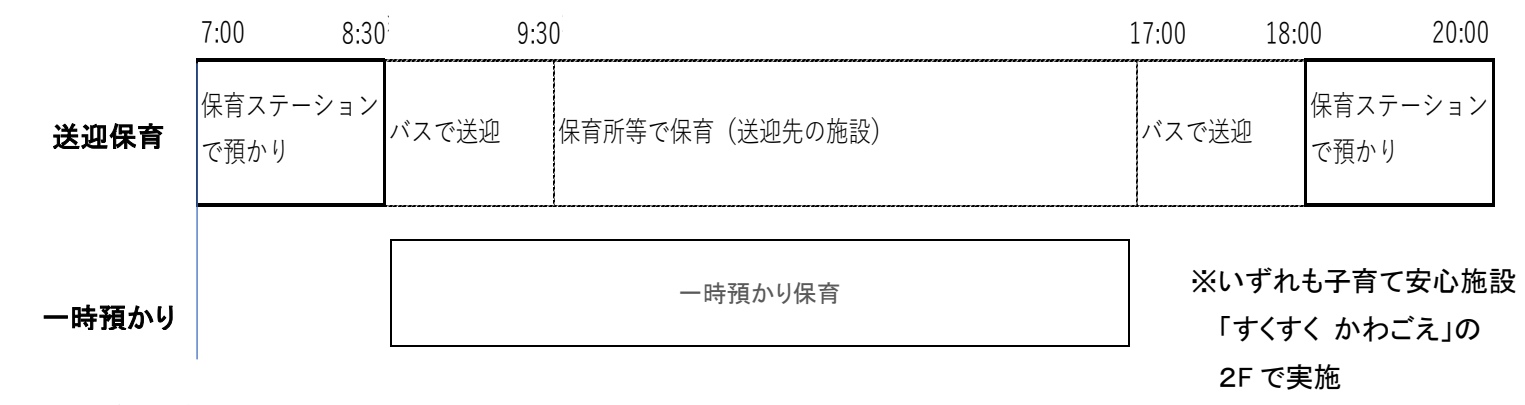 7:00 8:30 9:30 17:00 18:00 20:00
送迎保育
保育ステーション
で預かり
バスで送迎
保育所等で保育（送迎先の施設）
バスで送迎
保育ステーション
で預かり
一時預かり
一時預かり保育
※いずれも子育て安心施設
「すくすく かわごえ」の
２F で実施